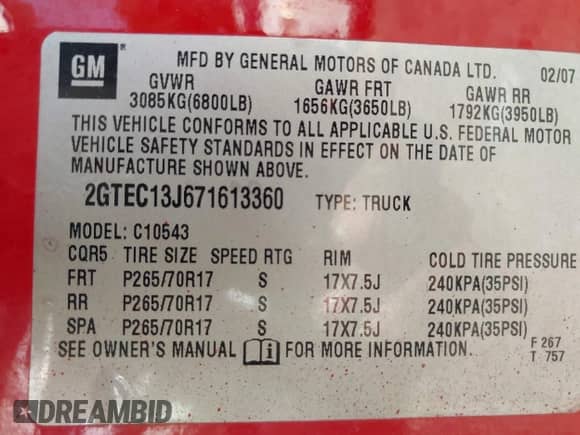 GM
MFD BY GENERAL MOTORS OF CANADA LTD. 02/07
GVWR GAWR FRT GAWR RR
3085KG(6800LB) 1656KG(3650LB) 1792KG(3950LB)
THIS VEHICLE CONFORMS TO ALL APPLICABLE U.S. FEDERAL MOTOR
VEHICLE SAFETY STANDARDS IN EFFECT ON THE DATE OF
MANUFACTURE SHOWN ABOVE.
2GTEC13J671613360 TYPE: TRUCK
MODEL: C10543
CQR5 TIRE SIZE SPEED RTG RIM COLD TIRE PRESSURE
FRT P265/70R17 S 17X7.5J 240KPA(35PSI)
RR P265/70R17 S 17X7.5J 240KPA(35PSI)
SPA P265/70R17 S 17X7.5J 240KPA(35PSI)
SEE OWNER'S MANUAL i FOR MORE INFORMATION.
F 267
T 757
DREAMBID